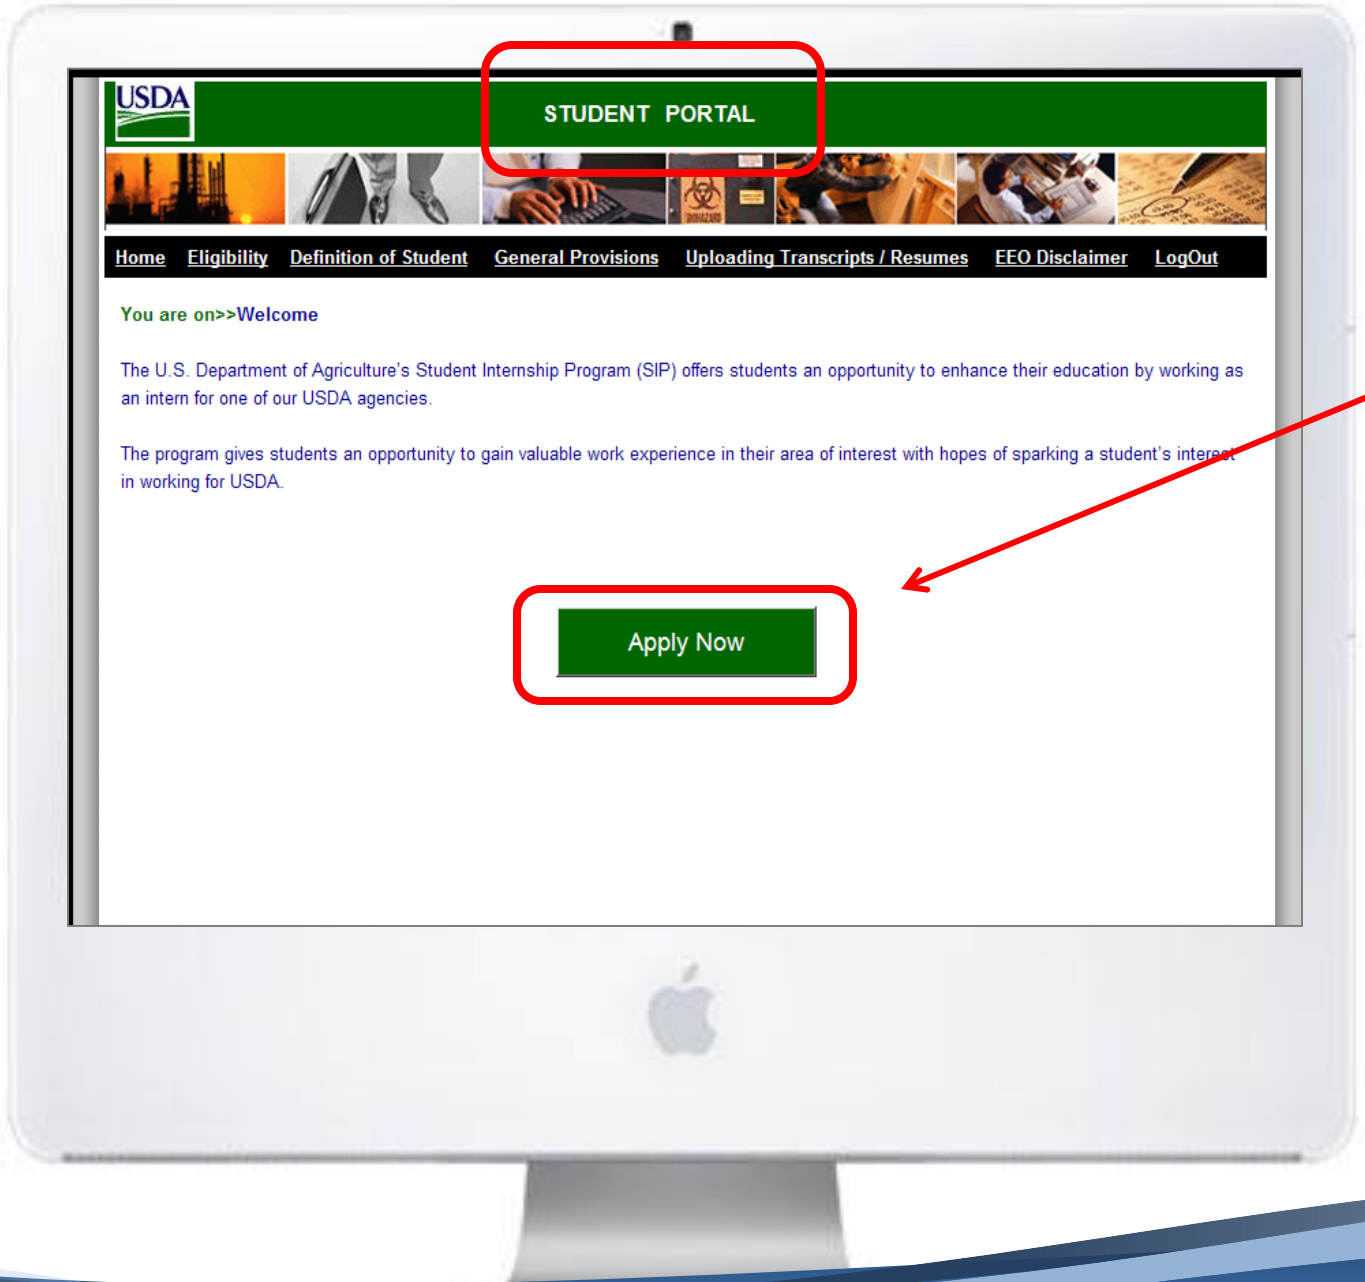 USDA
STUDENT PORTAL
BIOHAZARD
Home Eligibility Definition of Student General Provisions Uploading Transcripts / Resumes EEO Disclaimer LogOut
You are on>>Welcome
The U.S. Department of Agriculture's Student Internship Program (SIP) offers students an opportunity to enhance their education by working as
an intern for one of our USDA agencies.
The program gives students an opportunity to gain valuable work experience in their area of interest with hopes of sparking a student's interest
in working for USDA.
Apply Now